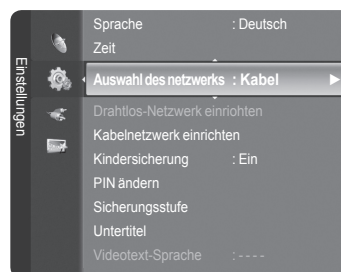 Einstellungen
Sprache : Deutsch
Zeit
Auswahl des netzwerks : Kabel
Drahtlos-Netzwerk einriohten
Kabelnetzwerk einrichten
Kindersicherung : Ein
PIN ändern
Sicherungsstufe
Untertitel
Videotext-Sprache : - - - -